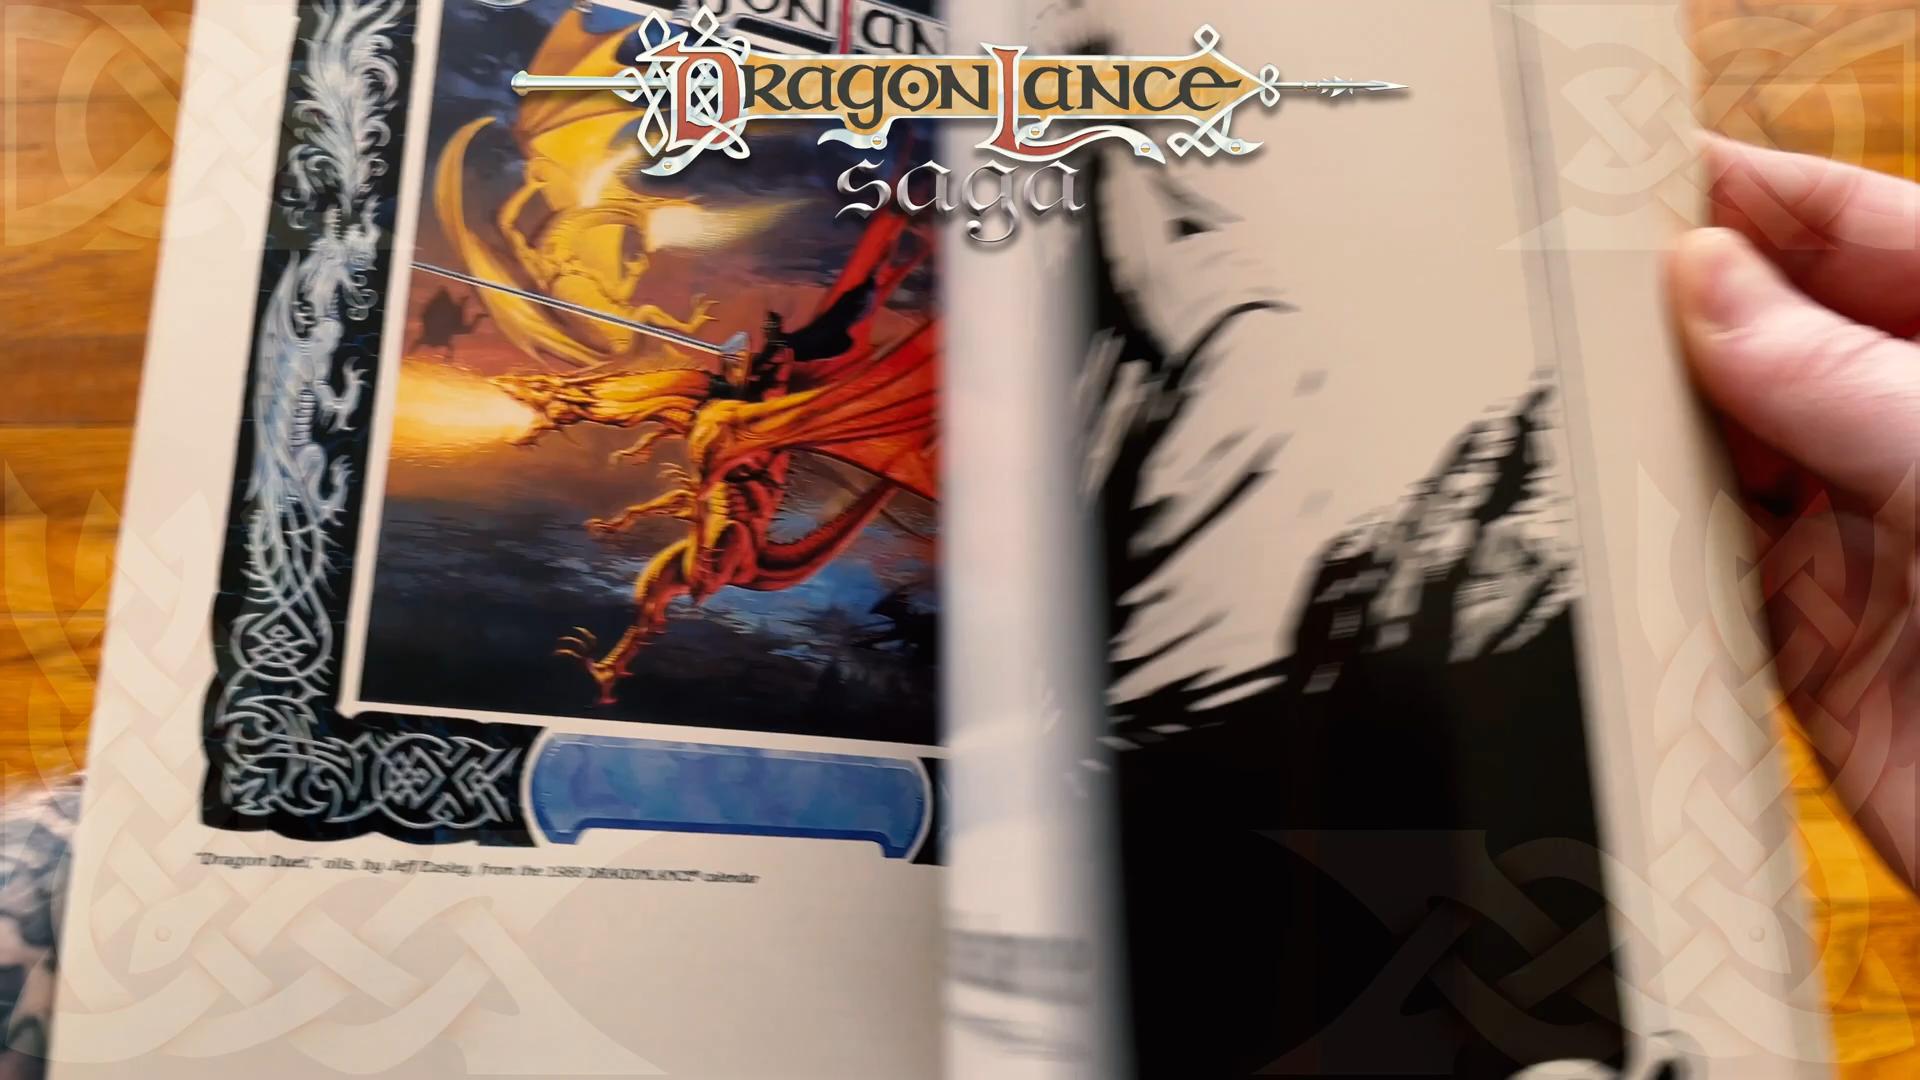 DragonLance
saga
"Dragon Duel," oils, by Jeff Easley, from the 1988 DRAGONLANCE® calendar